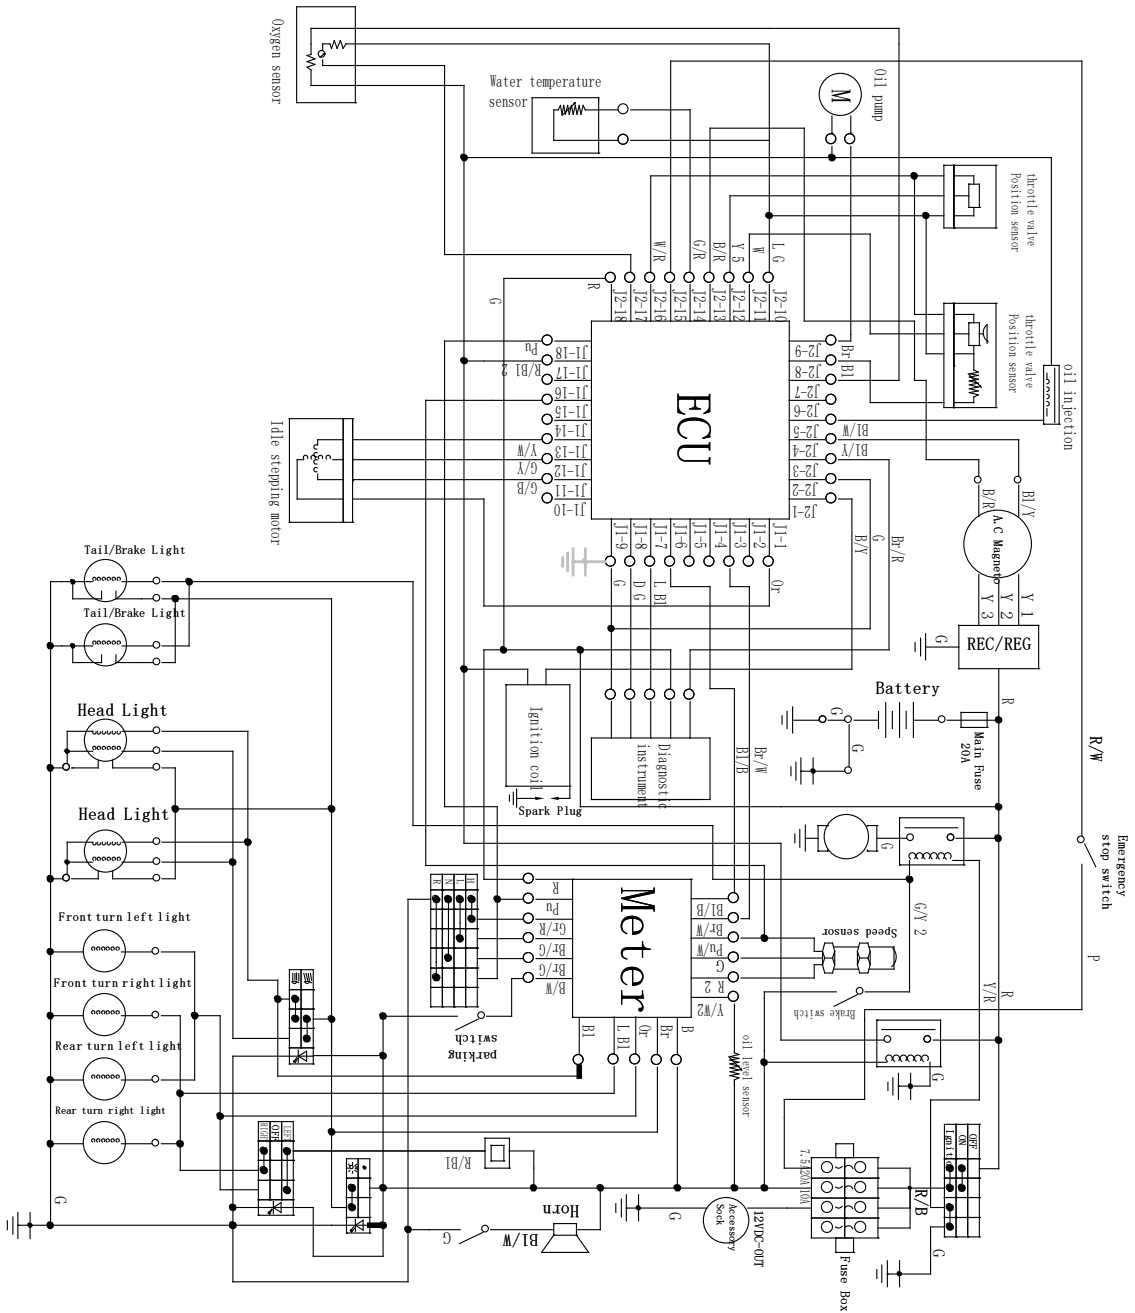 Oxygen sensor
Water temperature
sensor
Oil pump
M
throttle valve
Position sensor
throttle valve
Position sensor
oil injection
W/R
G/R
B/R
Y 5
W
L G
R
G
J2-18
J2-17
J2-16
J2-15
J2-14
J2-13
J2-12
J2-11
J2-10
Pu
R/Bl 2
Y/W
G/Y
G/B
J1-18
J1-17
J1-16
J1-15
J1-14
J1-13
J1-12
J1-11
J1-10
ECU
J2-9
J2-8
J2-7
J2-6
J2-5
J2-4
J2-3
J2-2
J2-1
Br
Bl
Bl/W
Bl/Y
J1-9
J1-8
J1-7
J1-6
J1-5
J1-4
J1-3
J1-2
J1-1
G
D G
L Bl
Or
B/Y
G
Br/R
Idle stepping motor
B/R
Bl/Y
A.C Magneto
Y 3
Y 2
Y 1
REC/REG
G
R
Battery
G
G
Main Fuse
20A
R/W
Emergency
stop switch
P
Tail/Brake Light
Tail/Brake Light
Head Light
Head Light
Front turn left light
Front turn right light
Rear turn left light
Rear turn right light
G
Ignition coil
Spark Plug
Diagnostic
instrument
Bl/B
Br/W
G
G/Y 2
Y/R
R
R
N
L
H
R
Pu
Gr/R
Br/G
Br/G
B/W
Meter
Bl/B
Br/W
Pu/W
G
R 2
Y/W2
Bl
L Bl
Or
Br
B
Speed sensor
Brake switch
parking
switch
oil level sensor
G
RIGHT
OFF
LEFT
R/Bl
Horn
Bl/W
G
G
Accessory
Sock
12VDC-OUT
7.5A
20A
10A
R/B
Fuse Box
Ignition
ON
OFF
G